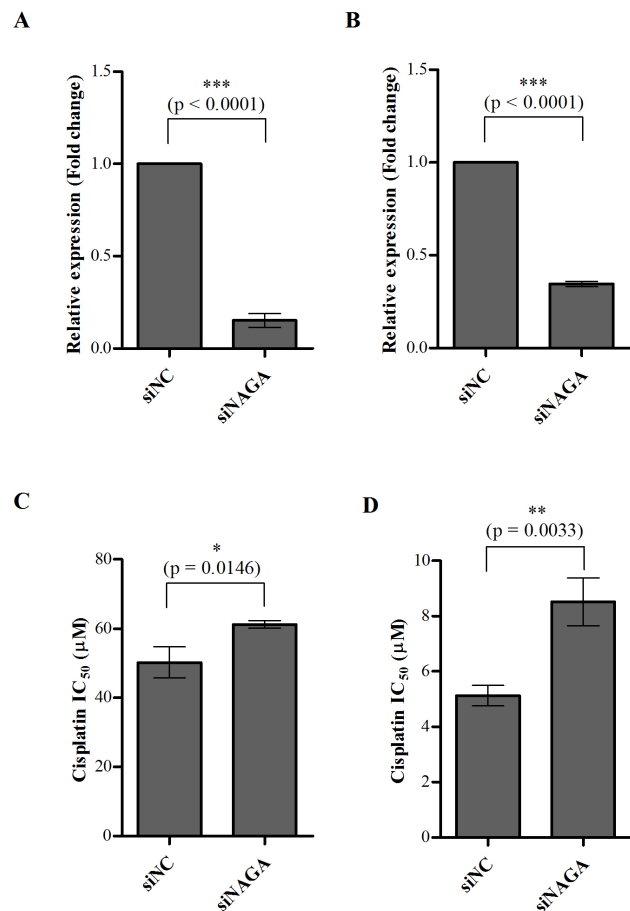 A
Relative expression (Fold change)
1.5
1.0
0.5
0.0
***
(p < 0.0001)
siNC
siNAGA
B
Relative expression (Fold change)
1.5
1.0
0.5
0.0
***
(p < 0.0001)
siNC
siNAGA
C
Cisplatin IC50 (μM)
80
60
40
20
0
*
(p = 0.0146)
siNC
siNAGA
D
Cisplatin IC50 (μM)
10
8
6
4
2
0
**
(p = 0.0033)
siNC
siNAGA